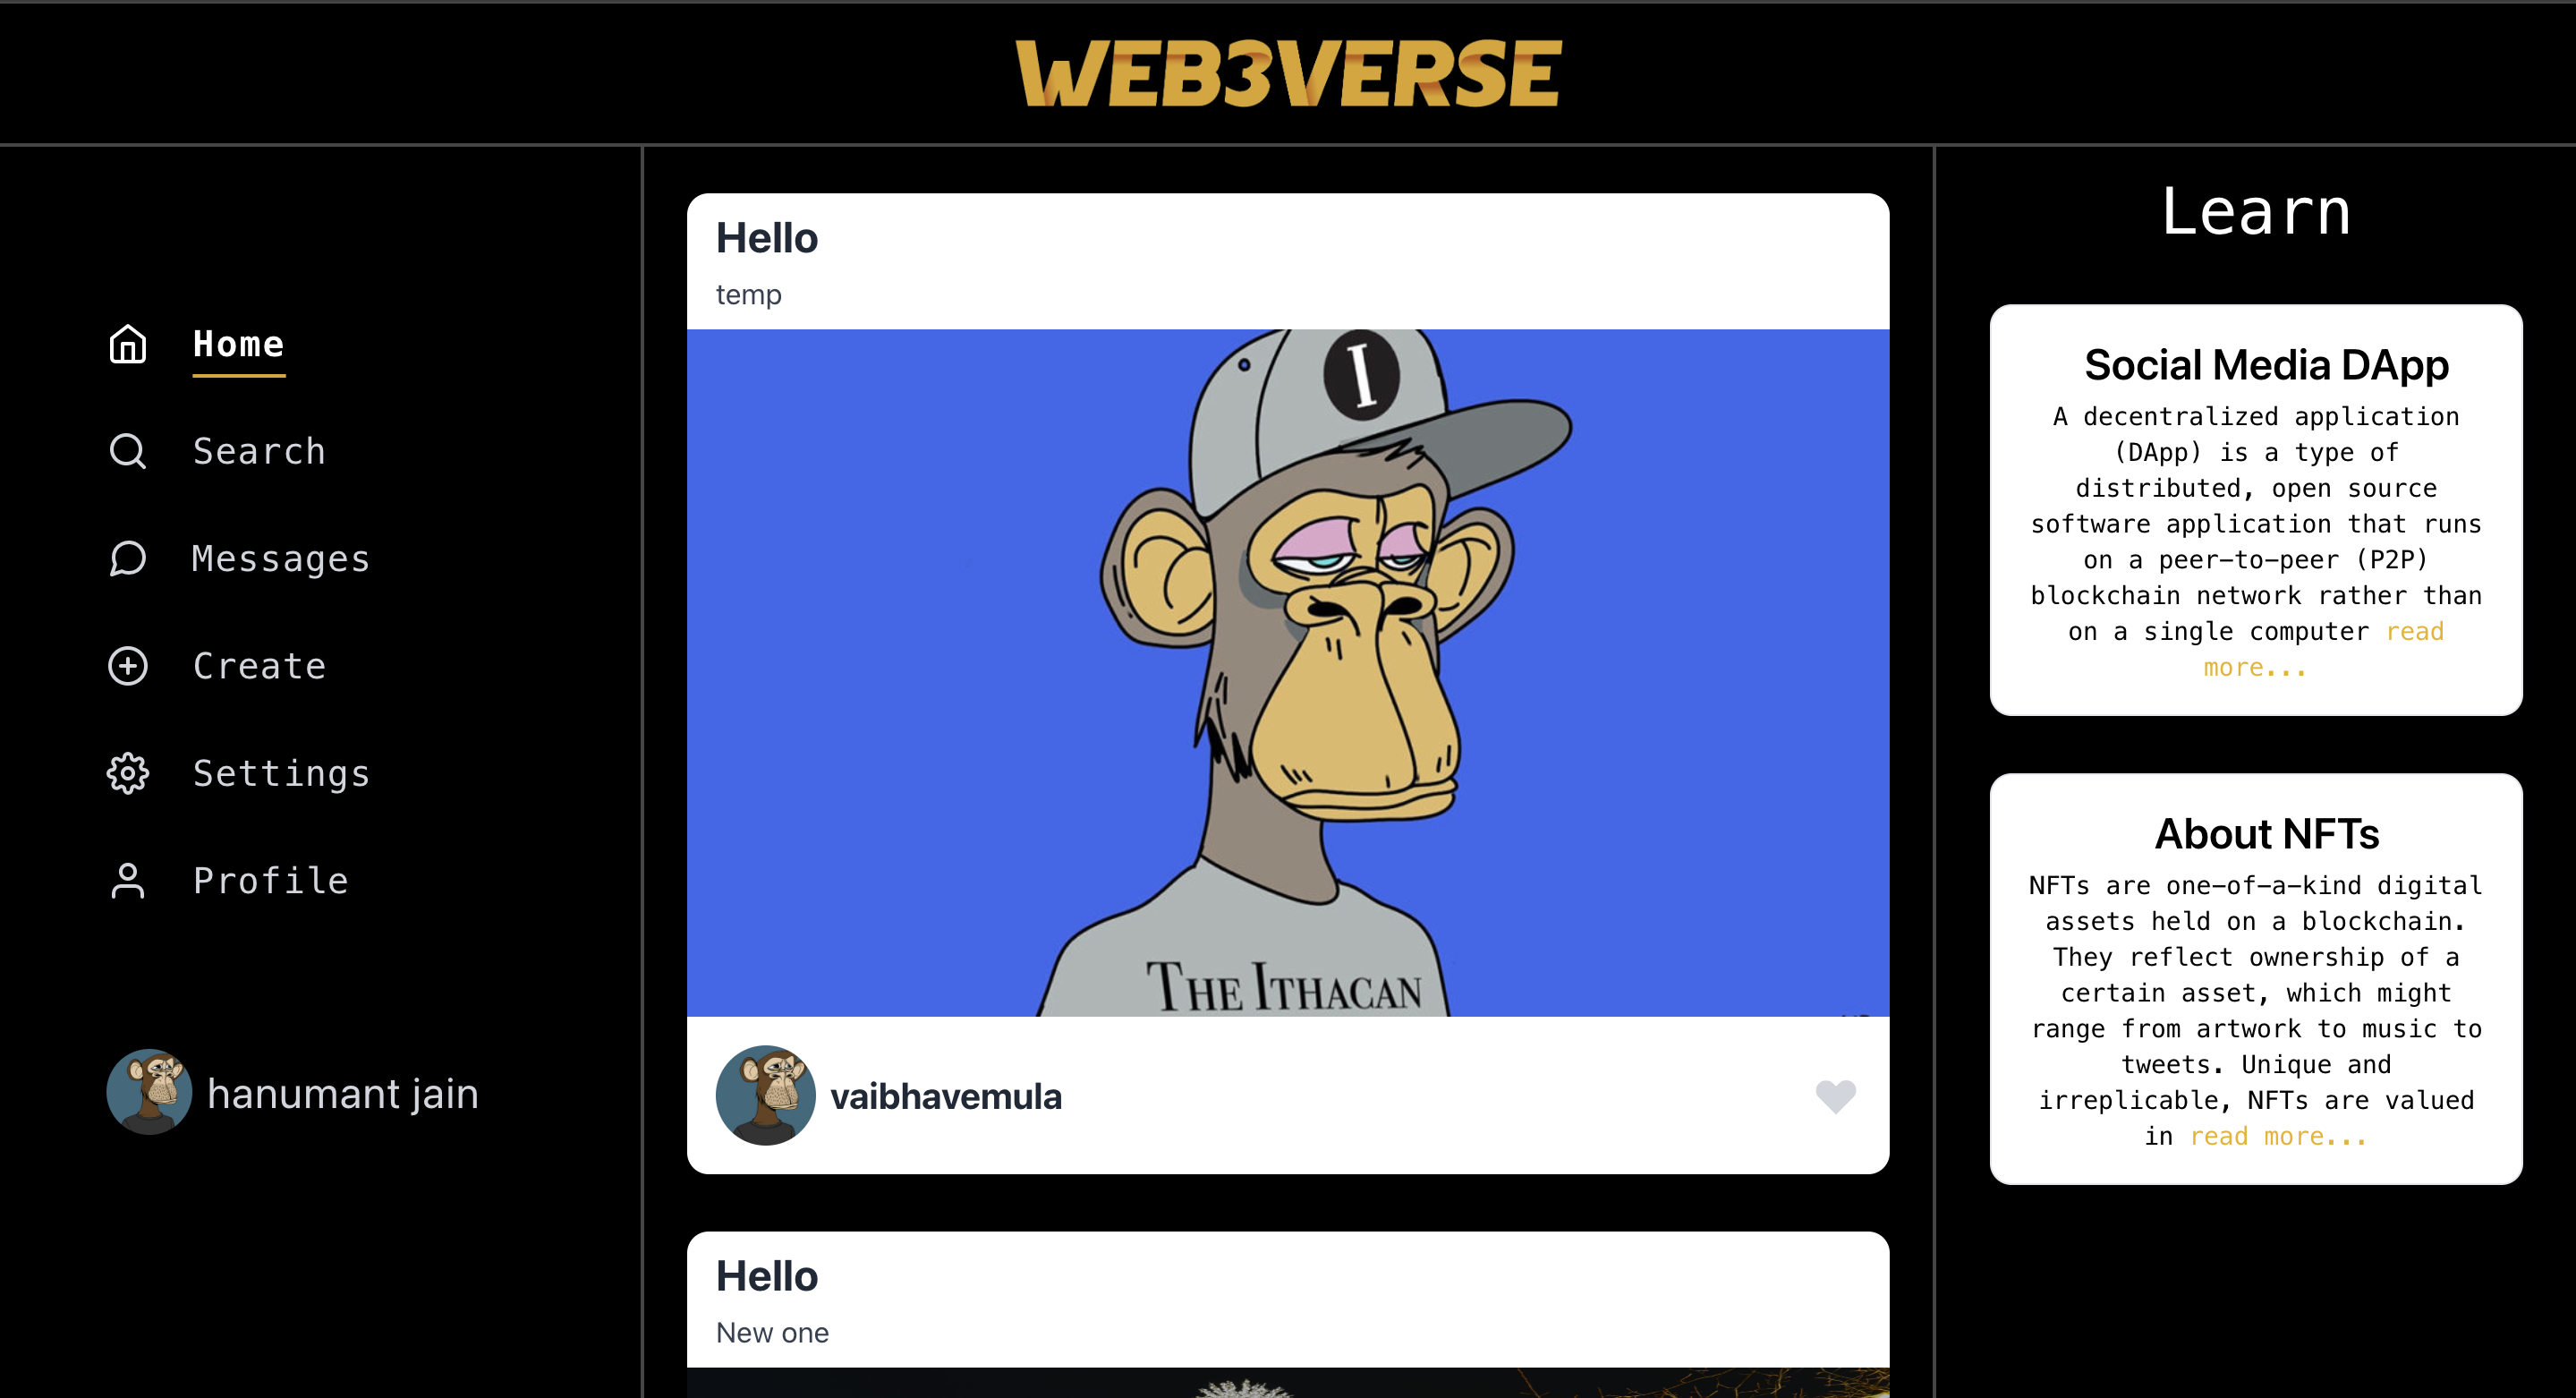 WEB3VERSE
Home
Search
Messages
Create
Settings
Profile
hanumant jain
Hello
temp
I
THE ITHACAN
vaibhavemula
Hello
New one
Learn
Social Media DApp
A decentralized application
(DApp) is a type of
distributed, open source
software application that runs
on a peer-to-peer (P2P)
blockchain network rather than
on a single computer read
more...
About NFTs
NFTs are one-of-a-kind digital
assets held on a blockchain.
They reflect ownership of a
certain asset, which might
range from artwork to music to
tweets. Unique and
irreplicable, NFTs are valued
in read more...